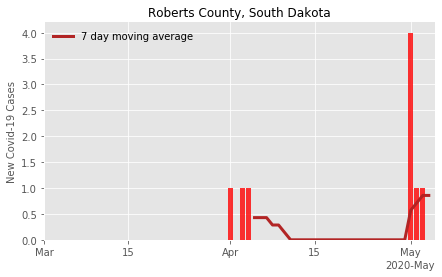 Roberts County, South Dakota
7 day moving average
New Covid-19 Cases
4.0
3.5
3.0
2.5
2.0
1.5
1.0
0.5
0.0
Mar
15
Apr
15
May
2020-May